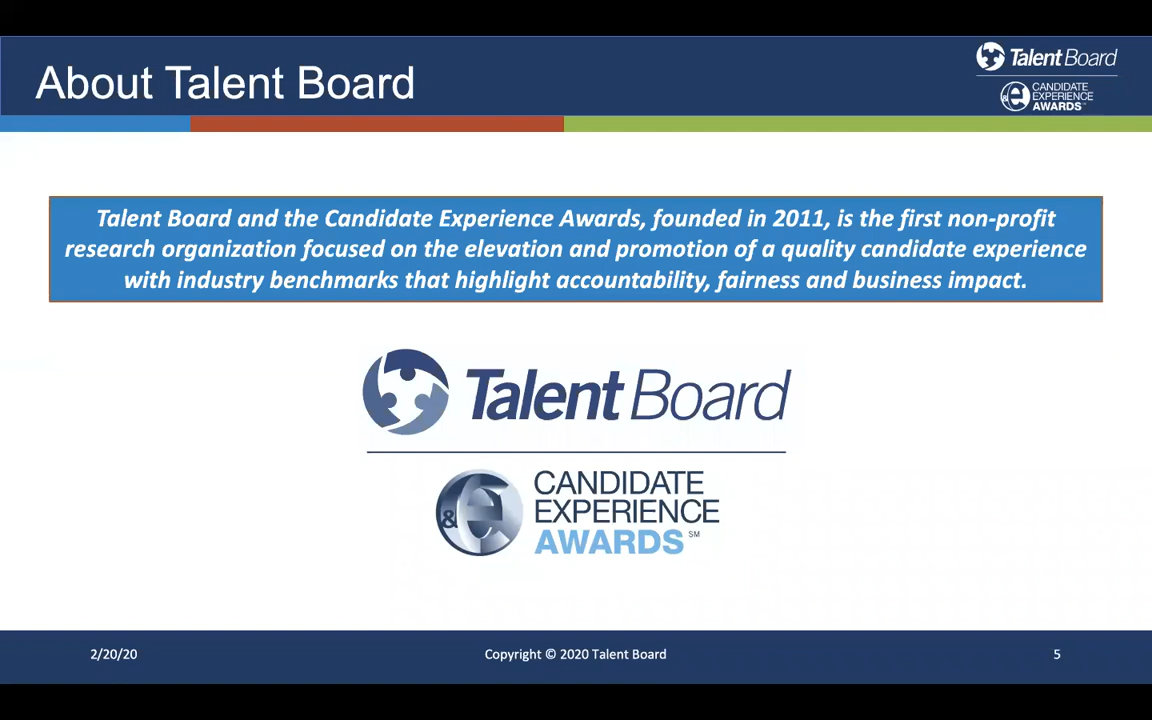 About Talent Board
Talent Board
CANDIDATE
EXPERIENCE
AWARDS
Talent Board and the Candidate Experience Awards, founded in 2011, is the first non-profit
research organization focused on the elevation and promotion of a quality candidate experience
with industry benchmarks that highlight accountability, fairness and business impact.
Talent Board
&e
CANDIDATE
EXPERIENCE
AWARDS SM
2/20/20
Copyright © 2020 Talent Board
5